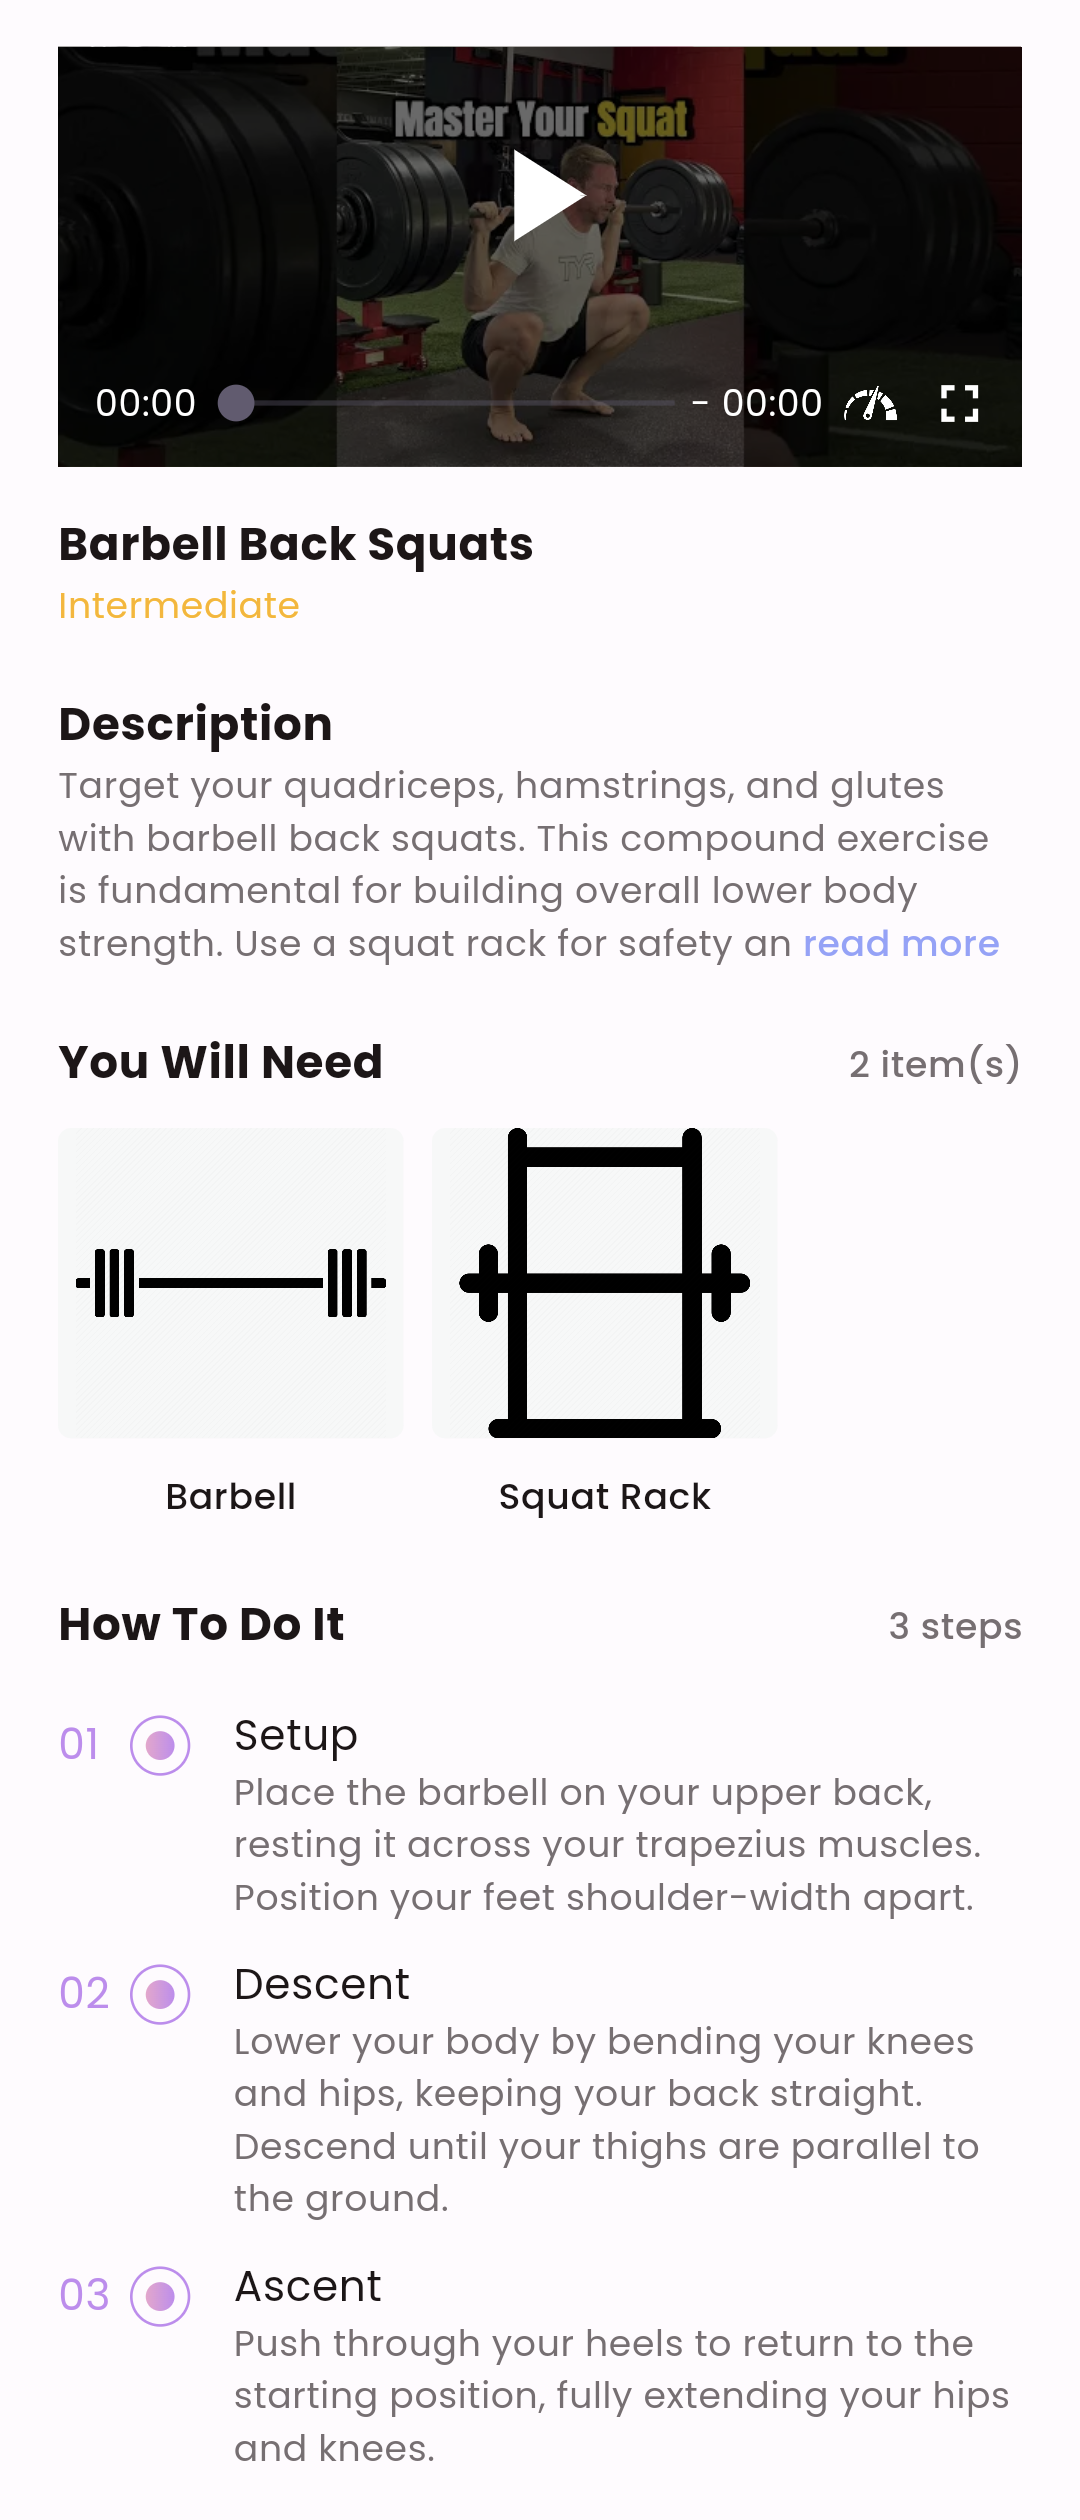 Master Your Squat
TYR
00:00
- 00:00
Barbell Back Squats
Intermediate
Description
Target your quadriceps, hamstrings, and glutes
with barbell back squats. This compound exercise
is fundamental for building overall lower body
strength. Use a squat rack for safety an read more
You Will Need
2 item(s)
Barbell
Squat Rack
How To Do It
3 steps
01
Setup
Place the barbell on your upper back,
resting it across your trapezius muscles.
Position your feet shoulder-width apart.
02
Descent
Lower your body by bending your knees
and hips, keeping your back straight.
Descend until your thighs are parallel to
the ground.
03
Ascent
Push through your heels to return to the
starting position, fully extending your hips
and knees.